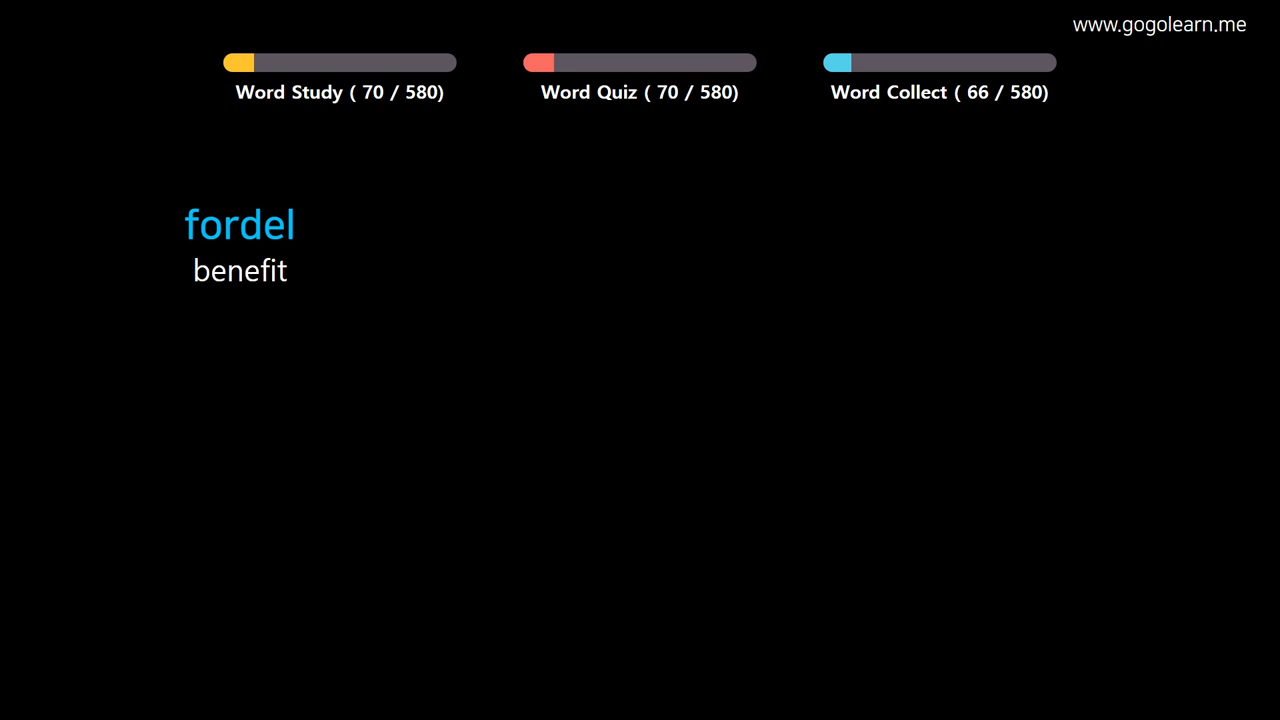 www.gogolearn.me
Word Study ( 70 / 580)
Word Quiz ( 70 / 580)
Word Collect ( 66 / 580)
fordel
benefit